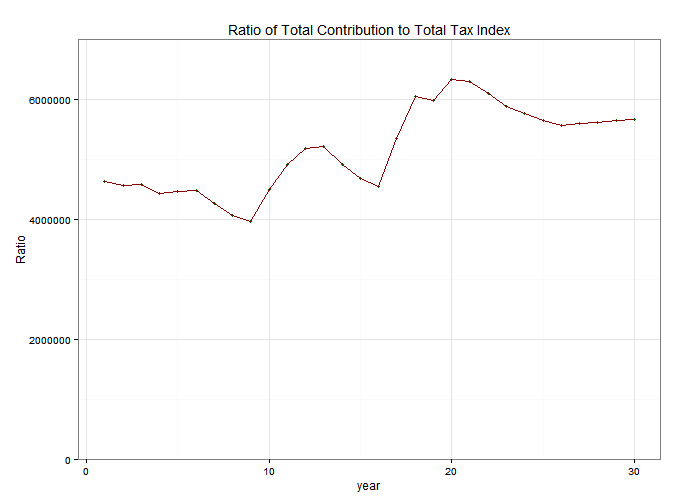 Ratio of Total Contribution to Total Tax Index
6000000
4000000
2000000
0
Ratio
0 10 20 30
year